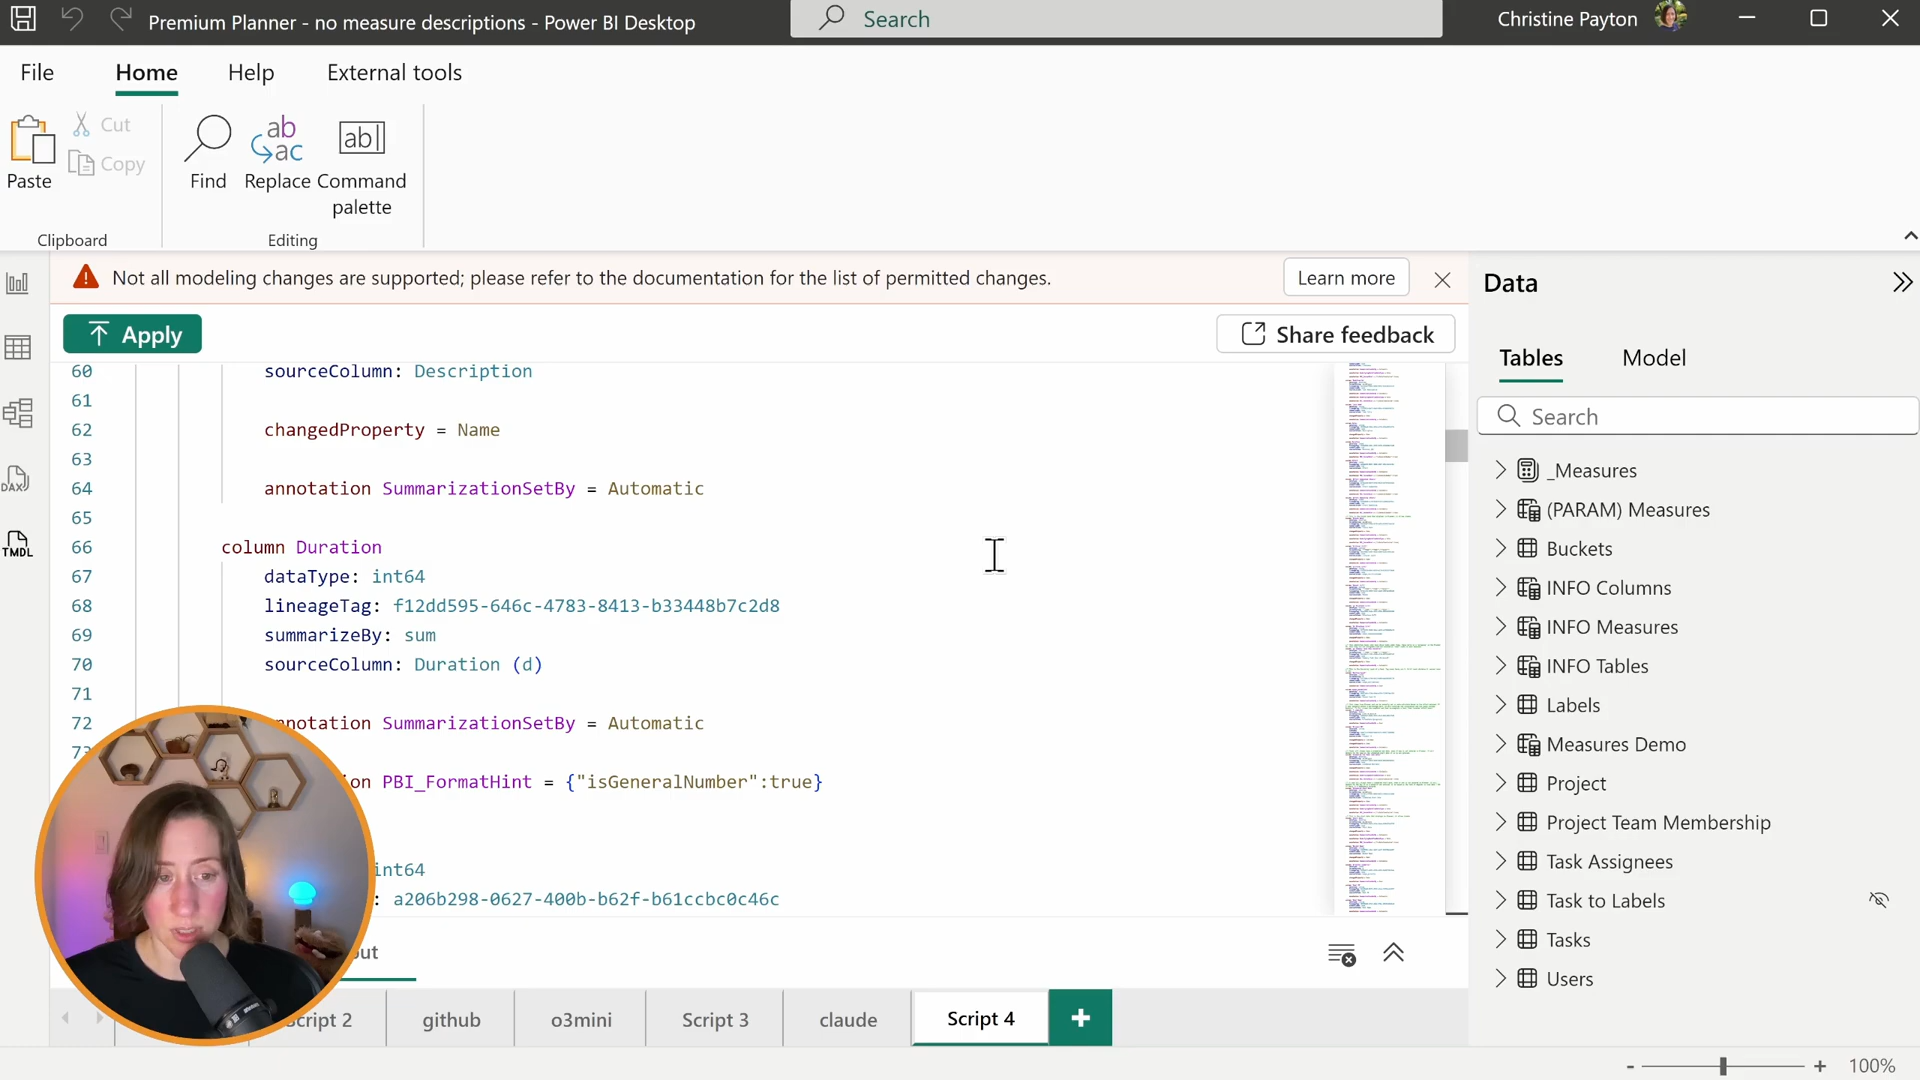 Premium Planner - no measure descriptions - Power BI Desktop
Search
Christine Payton
File
Home
Help
External tools
Paste
Cut
Copy
Clipboard
Find
Replace
Command palette
Editing
Not all modeling changes are supported; please refer to the documentation for the list of permitted changes.
Learn more
Apply
Share feedback
60 sourceColumn: Description
61
62 changedProperty = Name
63
64 annotation SummarizationSetBy = Automatic
65
66 column Duration
67 dataType: int64
68 lineageTag: f12dd595-646c-4783-8413-b33448b7c2d8
69 summarizeBy: sum
70 sourceColumn: Duration (d)
71
72 nnotation SummarizationSetBy = Automatic
73
on PBI_FormatHint = {"isGeneralNumber":true}
int64
: a206b298-0627-400b-b62f-b61ccbc0c46c
put
Script 2
github
o3mini
Script 3
claude
Script 4
+
DAX
TMDL
Data
Tables
Model
Search
_Measures
(PARAM) Measures
Buckets
INFO Columns
INFO Measures
INFO Tables
Labels
Measures Demo
Project
Project Team Membership
Task Assignees
Task to Labels
Tasks
Users
- + 100%